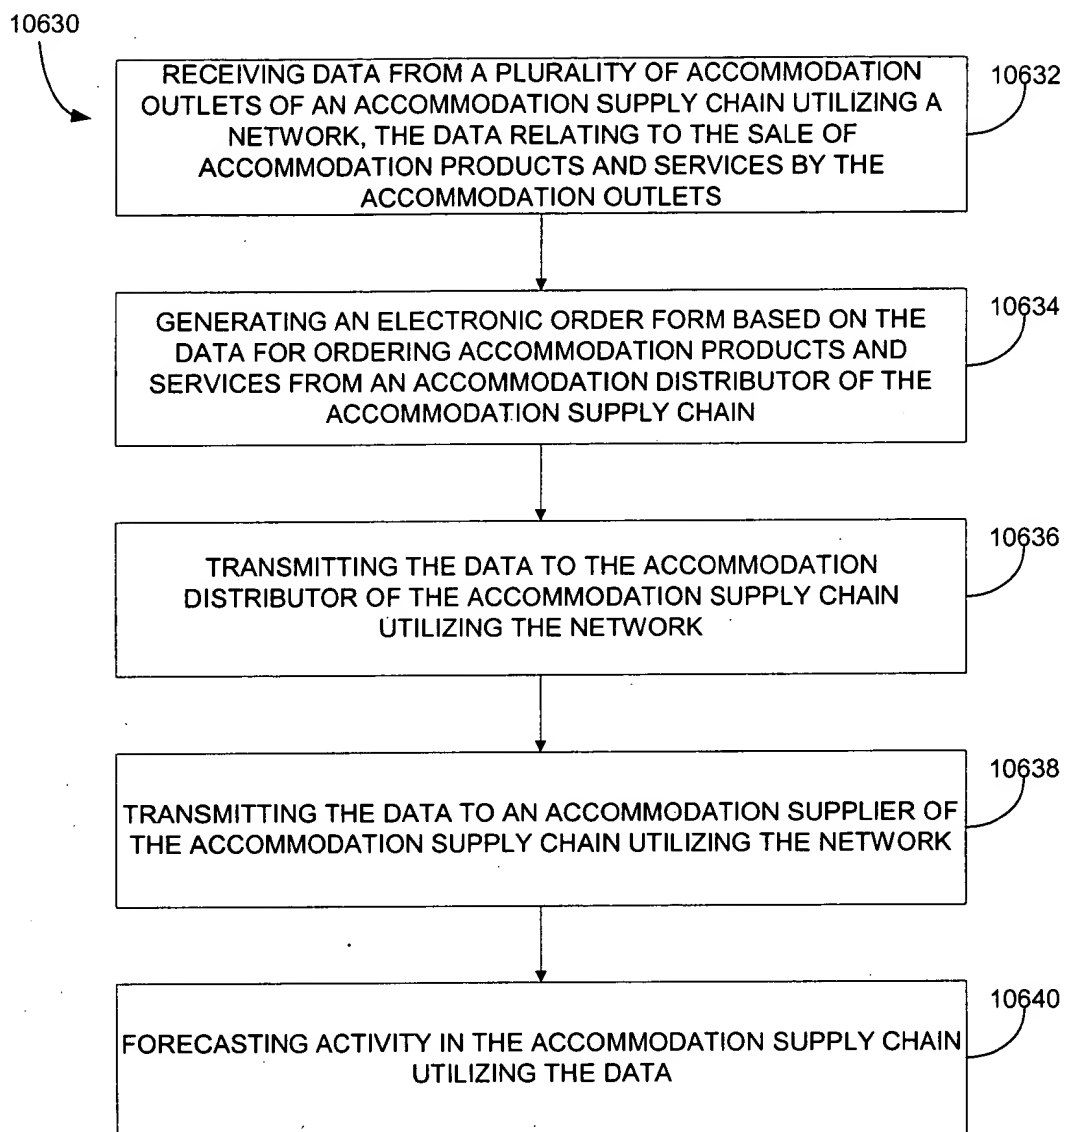 10630
RECEIVING DATA FROM A PLURALITY OF ACCOMMODATION
OUTLETS OF AN ACCOMMODATION SUPPLY CHAIN UTILIZING A
NETWORK, THE DATA RELATING TO THE SALE OF
ACCOMMODATION PRODUCTS AND SERVICES BY THE
ACCOMMODATION OUTLETS
10632
GENERATING AN ELECTRONIC ORDER FORM BASED ON THE
DATA FOR ORDERING ACCOMMODATION PRODUCTS AND
SERVICES FROM AN ACCOMMODATION DISTRIBUTOR OF THE
ACCOMMODATION SUPPLY CHAIN
10634
TRANSMITTING THE DATA TO THE ACCOMMODATION
DISTRIBUTOR OF THE ACCOMMODATION SUPPLY CHAIN
UTILIZING THE NETWORK
10636
TRANSMITTING THE DATA TO AN ACCOMMODATION SUPPLIER OF
THE ACCOMMODATION SUPPLY CHAIN UTILIZING THE NETWORK
10638
FORECASTING ACTIVITY IN THE ACCOMMODATION SUPPLY CHAIN
UTILIZING THE DATA
10640